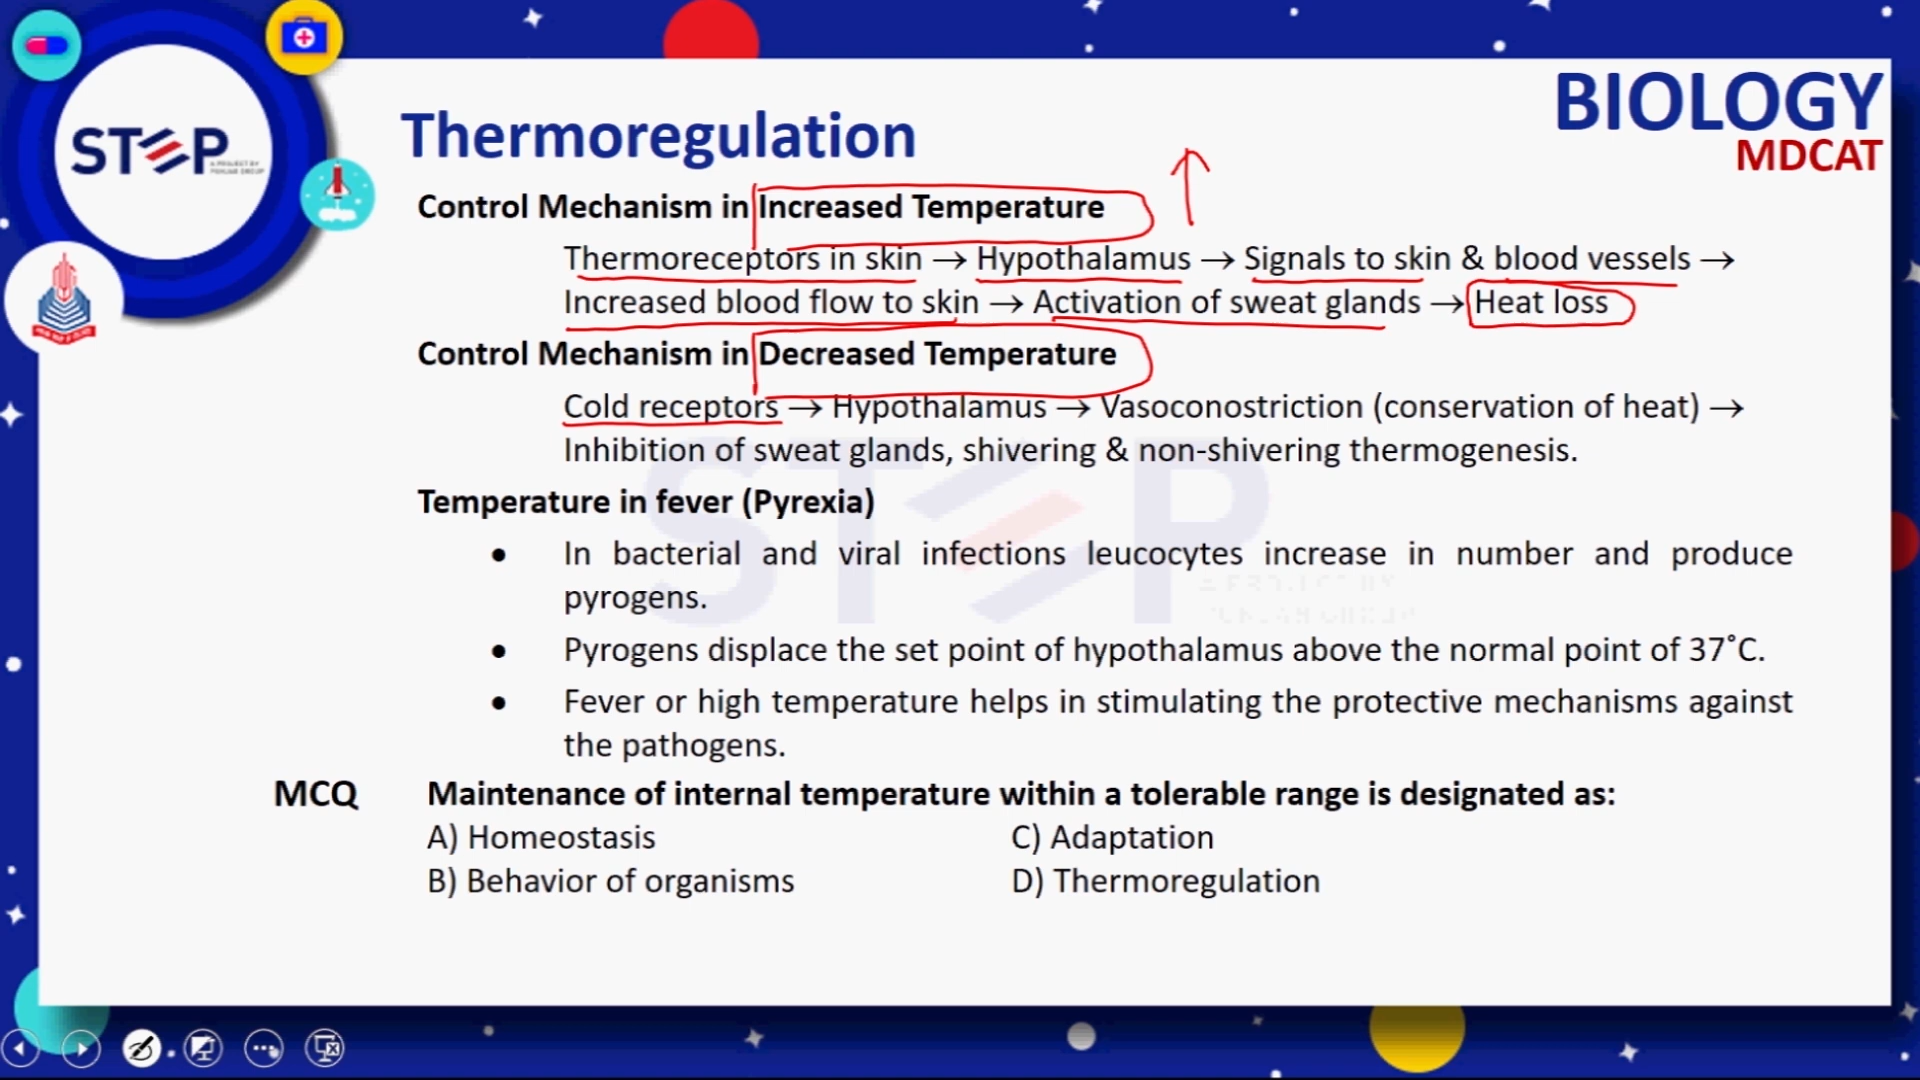 STEP
A PROJECT BY
PUNJAB GROUP
BIOLOGY
MDCAT
Thermoregulation
Control Mechanism in Increased Temperature
Thermoreceptors in skin → Hypothalamus → Signals to skin & blood vessels →
Increased blood flow to skin → Activation of sweat glands → Heat loss
Control Mechanism in Decreased Temperature
Cold receptors → Hypothalamus → Vasoconostriction (conservation of heat) →
Inhibition of sweat glands, shivering & non-shivering thermogenesis.
Temperature in fever (Pyrexia)
• In bacterial and viral infections leucocytes increase in number and produce
pyrogens.
• Pyrogens displace the set point of hypothalamus above the normal point of 37˚C.
• Fever or high temperature helps in stimulating the protective mechanisms against
the pathogens.
MCQ Maintenance of internal temperature within a tolerable range is designated as:
A) Homeostasis C) Adaptation
B) Behavior of organisms D) Thermoregulation